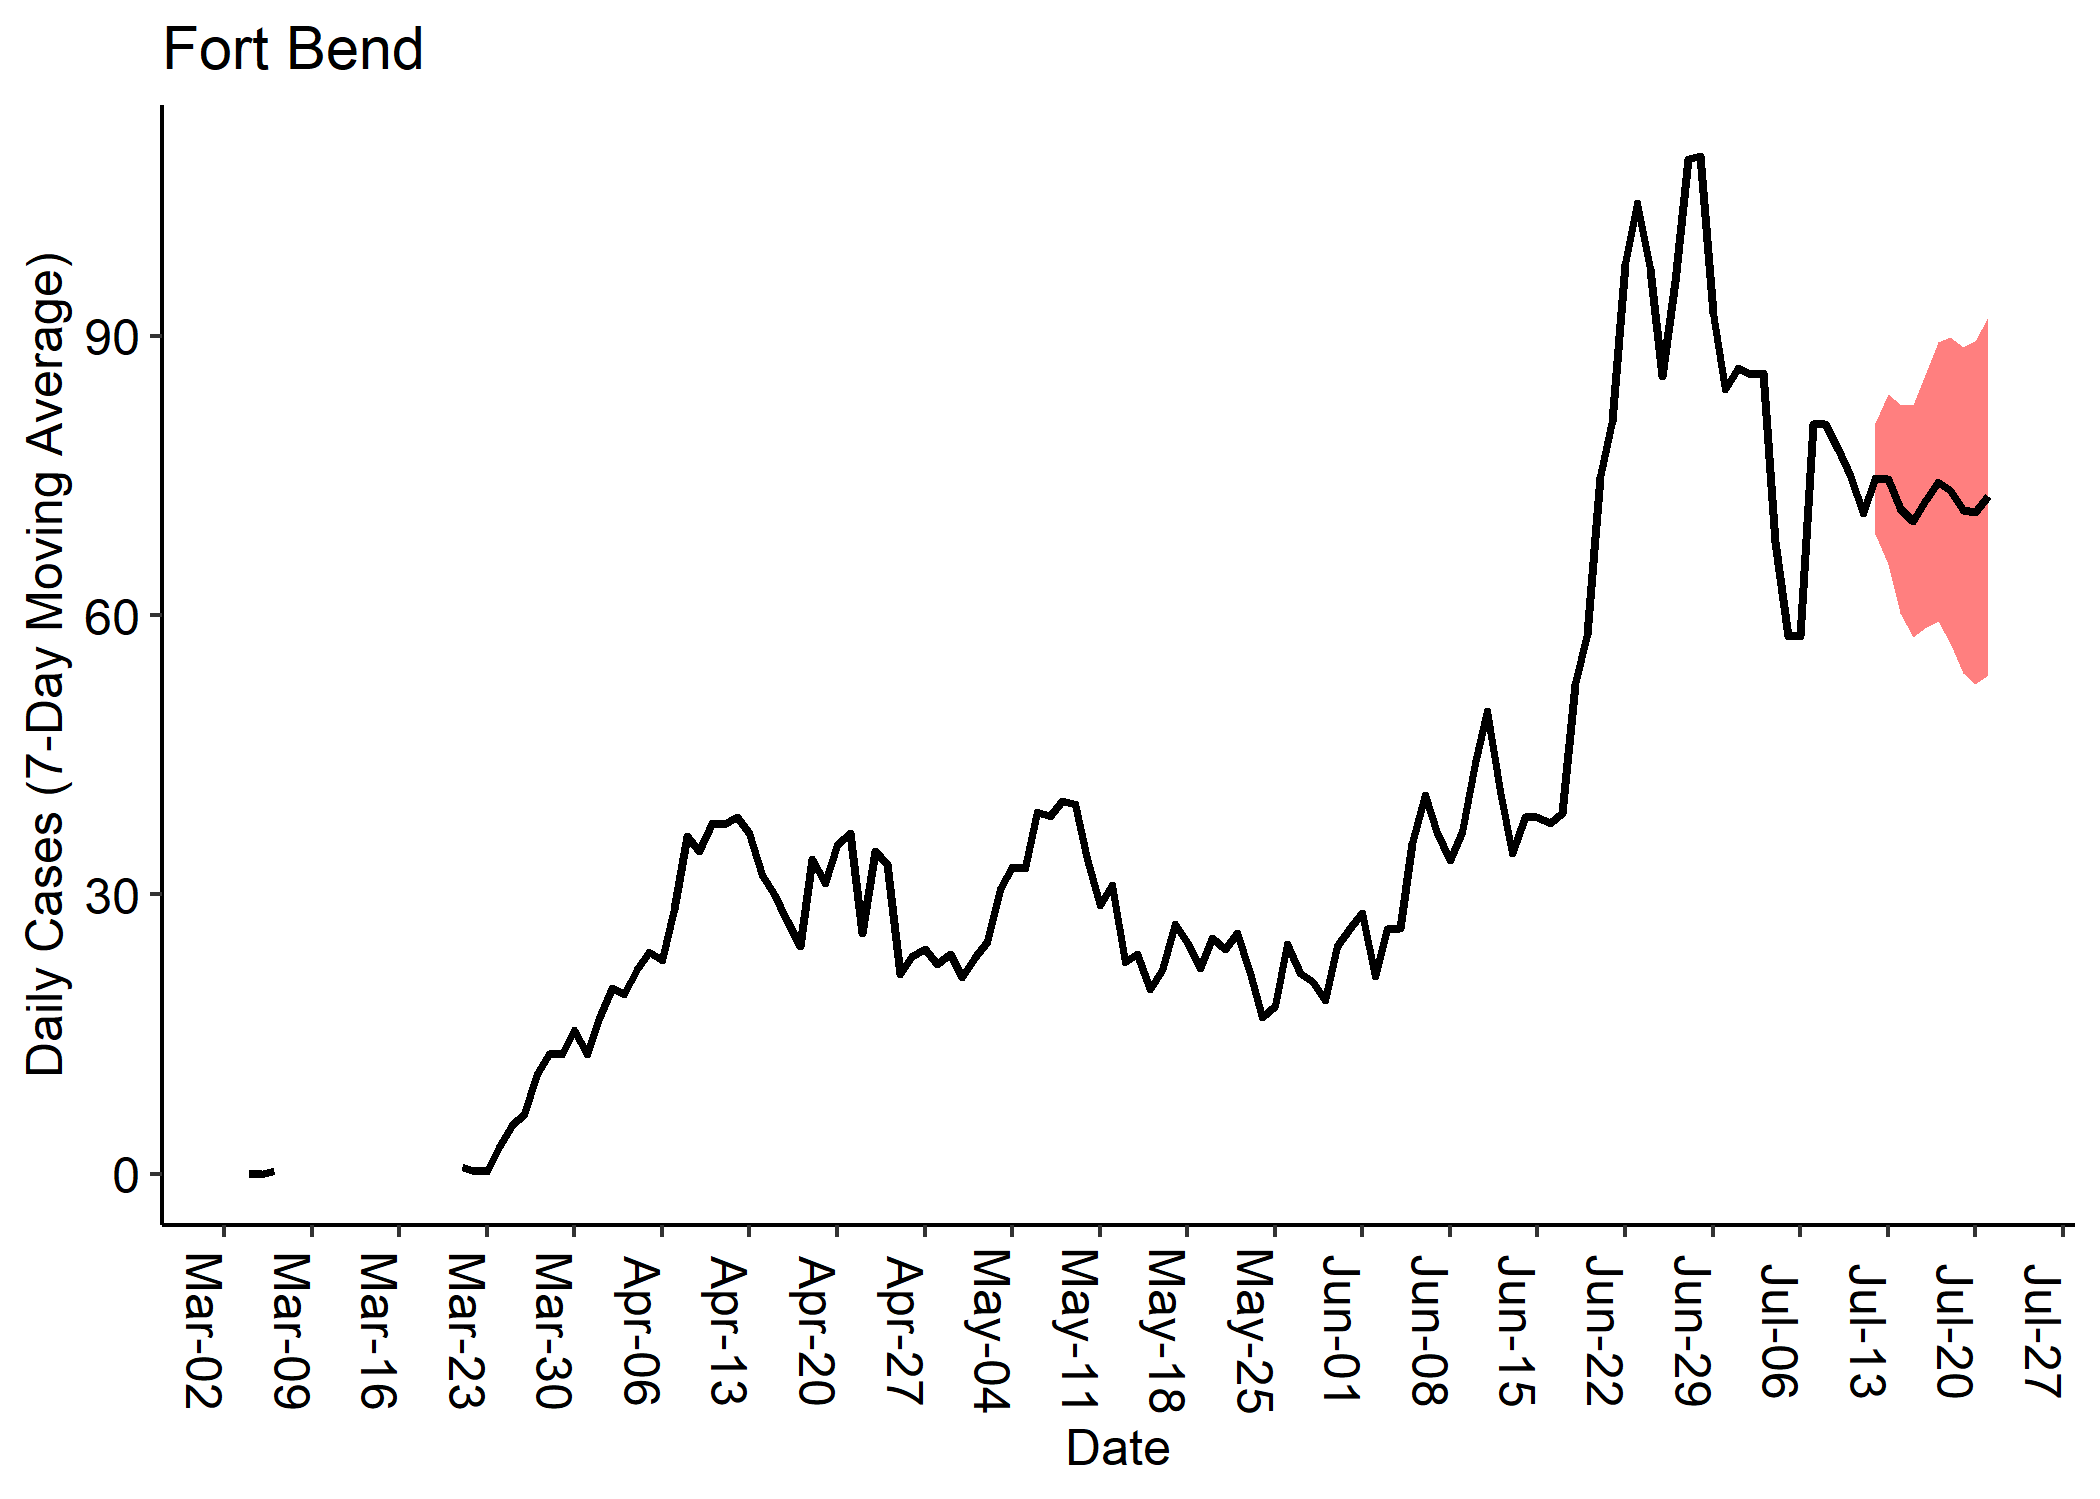 Fort Bend
Daily Cases (7-Day Moving Average)
90
60
30
0
Mar-02
Mar-09
Mar-16
Mar-23
Mar-30
Apr-06
Apr-13
Apr-20
Apr-27
May-04
May-11
May-18
May-25
Jun-01
Jun-08
Jun-15
Jun-22
Jun-29
Jul-06
Jul-13
Jul-20
Jul-27
Date